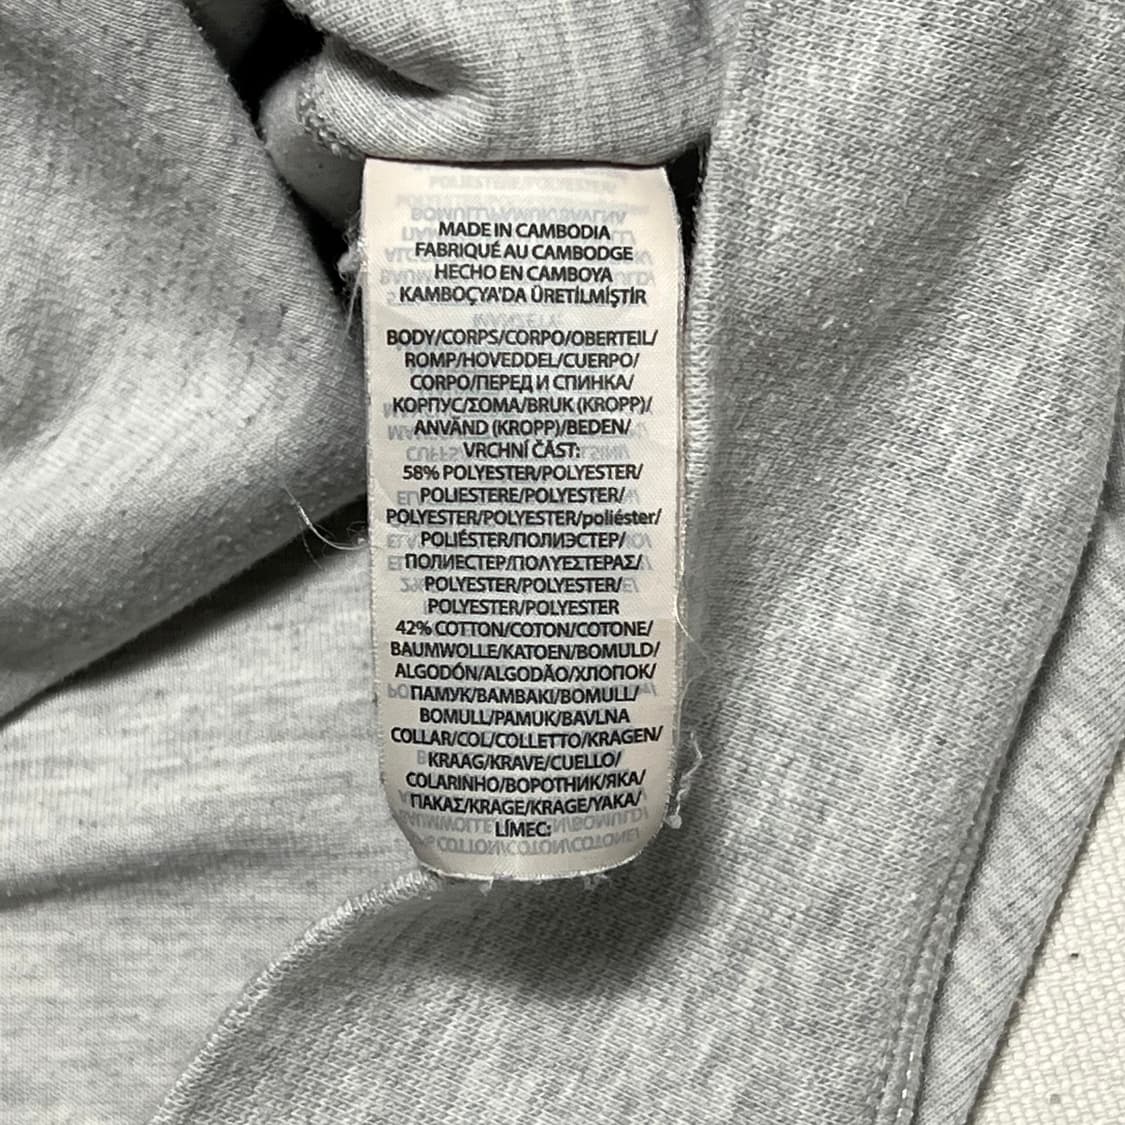 MADE IN CAMBODIA
FABRIQUÉ AU CAMBODGE
HECHO EN CAMBOYA
KAMBOÇYA'DA ÜRETİLMİŞTİR
BODY/CORPS/CORPO/OBERTEIL/
ROMP/HOVEDDEL/CUERPO/
CORPO/ПЕРЕД И СПИНКА/
КОРПУС/ΣΩΜΑ/BRUK (KROPP)/
ANVÄND (KROPP)/BEDEN/
VRCHNÍ ČÁST:
58% POLYESTER/POLYESTER/
POLIESTERE/POLYESTER/
POLYESTER/POLYESTER/poliéster/
POLIÉSTER/ПОЛИЭСТЕР/
ПОЛИЕСТЕР/ΠΟΛΥΕΣΤΕΡΑΣ/
POLYESTER/POLYESTER/
POLYESTER/POLYESTER
42% COTTON/COTON/COTONE/
BAUMWOLLE/KATOEN/BOMULD/
ALGODÓN/ALGODÃO/ХЛОПОК/
ПАМУК/ΒΑΜΒΑΚΙ/BOMULL/
BOMULL/PAMUK/BAVLNA
COLLAR/COL/COLLETTO/KRAGEN/
KRAAG/KRAVE/CUELLO/
COLARINHO/ВОРОТНИК/ЯКА/
ΠΑΚΑΣ/KRAGE/KRAGE/YAKA/
LÍMEC: